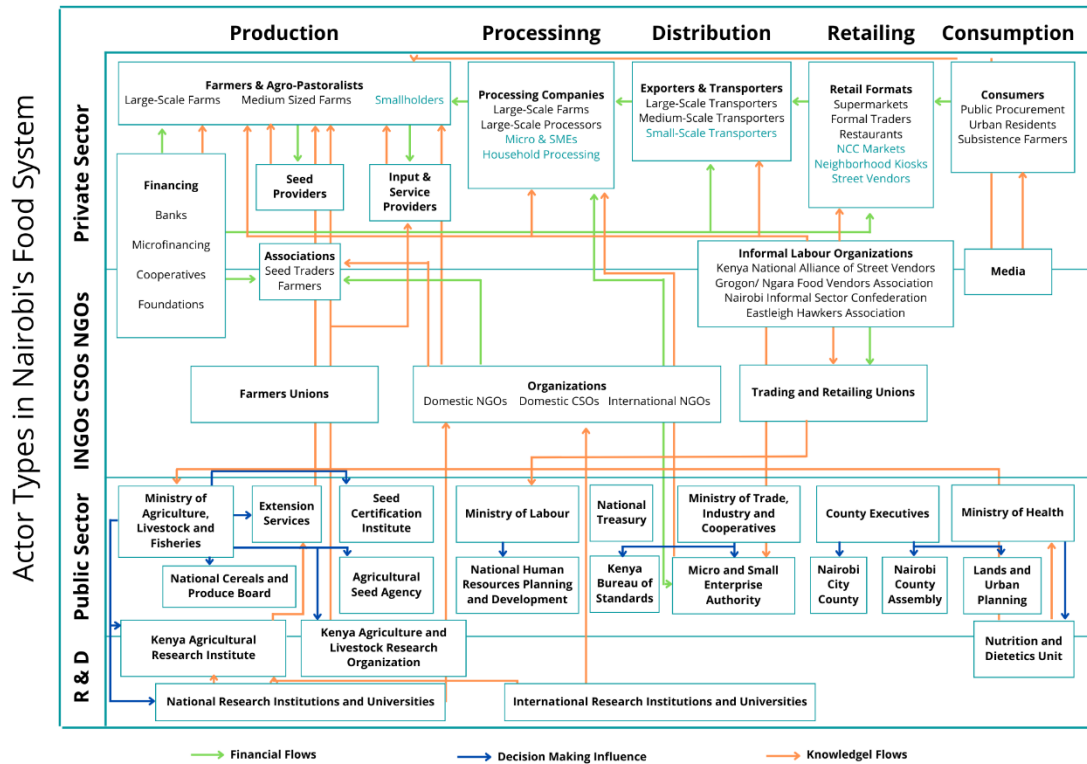 Actor Types in Nairobi's Food System
Production
Processinng
Distribution
Retailing
Consumption
Private Sector
Farmers & Agro-Pastoralists
Large-Scale Farms
Medium Sized Farms
Smallholders
Processing Companies
Large-Scale Farms
Large-Scale Processors
Micro & SMEs
Household Processing
Exporters & Transporters
Large-Scale Transporters
Medium-Scale Transporters
Small-Scale Transporters
Retail Formats
Supermarkets
Formal Traders
Restaurants
NCC Markets
Neighborhood Kiosks
Street Vendors
Consumers
Public Procurement
Urban Residents
Subsistence Farmers
Financing
Banks
Microfinancing
Cooperatives
Foundations
Seed
Providers
Input &
Service
Providers
Associations
Seed Traders
Farmers
Informal Labour Organizations
Kenya National Alliance of Street Vendors
Grogon/ Ngara Food Vendors Association
Nairobi Informal Sector Confederation
Eastleigh Hawkers Association
Media
INGOs CSOs NGOs
Farmers Unions
Organizations
Domestic NGOs
Domestic CSOs
International NGOs
Trading and Retailing Unions
Public Sector
Ministry of
Agriculture,
Livestock and
Fisheries
Extension
Services
Seed
Certification
Institute
Ministry of Labour
National
Treasury
Ministry of Trade,
Industry and
Cooperatives
County Executives
Ministry of Health
National Cereals and
Produce Board
Agricultural
Seed Agency
National Human
Resources Planning
and Development
Kenya
Bureau of
Standards
Micro and Small
Enterprise
Authority
Nairobi
City
County
Nairobi
County
Assembly
Lands and
Urban
Planning
R & D
Kenya Agricultural
Research Institute
Kenya Agriculture and
Livestock Research
Organization
Nutrition and
Dietetics Unit
National Research Institutions and Universities
International Research Institutions and Universities
Financial Flows
Decision Making Influence
Knowledgel Flows